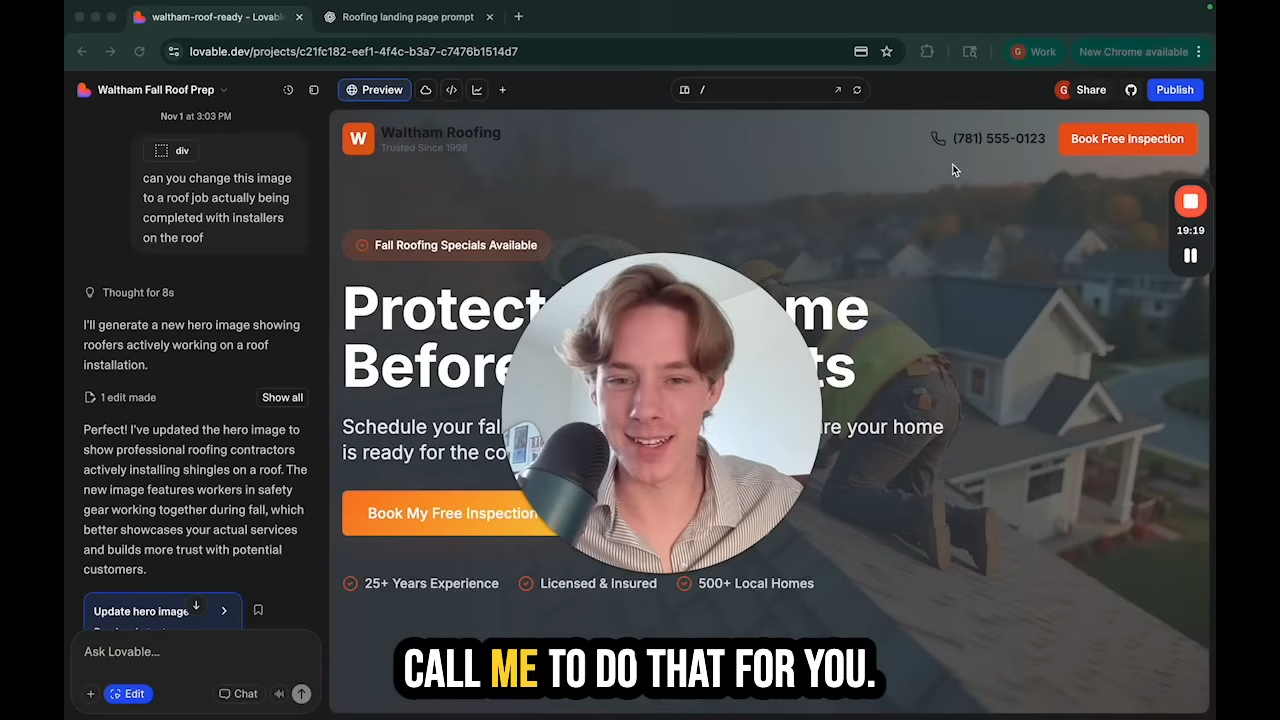 waltham-roof-ready - Lovabl
Roofing landing page prompt
lovable.dev/projects/c21fc182-eef1-4f4c-b3a7-c7476b1514d7
G Work
New Chrome available
Waltham Fall Roof Prep
Preview
/
G Share
Publish
Nov 1 at 3:03 PM
div
can you change this image
to a roof job actually being
completed with installers
on the roof
Thought for 8s
I'll generate a new hero image showing
roofers actively working on a roof
installation.
1 edit made
Show all
Perfect! I've updated the hero image to
show professional roofing contractors
actively installing shingles on a roof. The
new image features workers in safety
gear working together during fall, which
better showcases your actual services
and builds more trust with potential
customers.
Update hero image
Ask Lovable...
Edit
Chat
W
Waltham Roofing
Trusted Since 1998
(781) 555-0123
Book Free Inspection
19:19
Fall Roofing Specials Available
Protect me
Before ts
Schedule your fal re your home
is ready for the co
Book My Free Inspection
25+ Years Experience
Licensed & Insured
500+ Local Homes
CALL ME TO DO THAT FOR YOU.